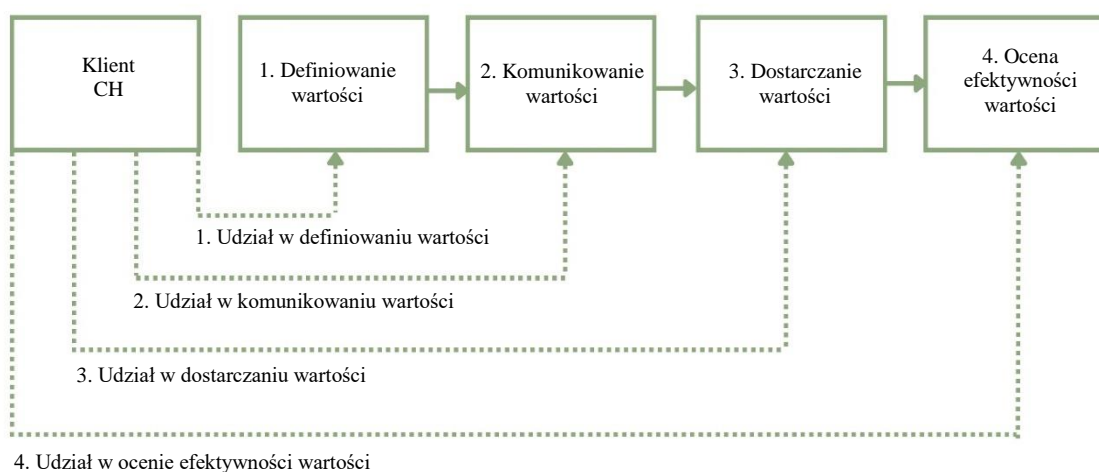 Klient
CH
1. Definiowanie
wartości
2. Komunikowanie
wartości
3. Dostarczanie
wartości
4. Ocena
efektywności
wartości
1. Udział w definiowaniu wartości
2. Udział w komunikowaniu wartości
3. Udział w dostarczaniu wartości
4. Udział w ocenie efektywności wartości